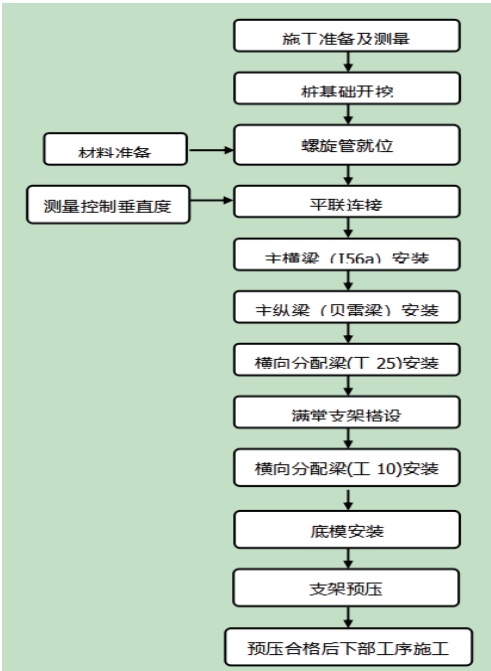 施工准备及测量
桩基础开挖
材料准备
螺旋管就位
测量控制垂直度
平联连接
主横梁（I56a）安装
主纵梁（贝雷梁）安装
横向分配梁(工 25)安装
满堂支架搭设
横向分配梁(工 10)安装
底模安装
支架预压
预压合格后下部工序施工